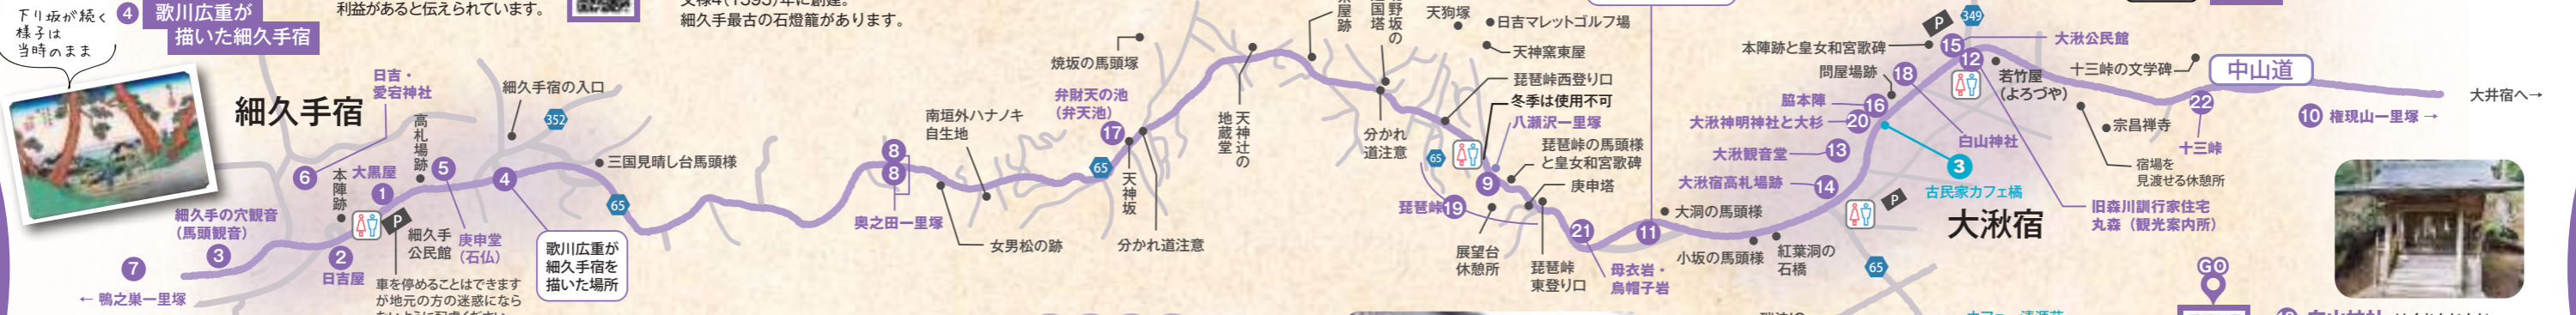 下り坂が続く
様子は
当時のまま
4
歌川広重が
描いた細久手宿
利益があると伝えられています。
細久手最古の石燈籠があります。
細久手宿
日吉・
愛宕神社
6
高札場跡
本陣跡
大黒屋
1
5
4
細久手宿の入口
352
三国見晴し台馬頭様
65
細久手の穴観音
(馬頭観音)
3
7
← 鴨之巣一里塚
2
日吉屋
P
細久手
公民館
庚申堂
(石仏)
車を停めることはできます
が地元の方の迷惑になら
歌川広重が
細久手宿を
描いた場所
8
8
奥之田一里塚
南垣外ハナノキ
自生地
女男松の跡
焼坂の馬頭塚
弁財天の池
(弁天池)
17
65
天神坂
分かれ道注意
天神辻の
地蔵堂
屋跡
野坂の
国塔
分かれ
道注意
天狗塚
日吉マレットゴルフ場
天神窯東屋
琵琶峠西登り口
冬季は使用不可
八瀬沢一里塚
65
9
琵琶峠の馬頭様
と皇女和宮歌碑
庚申塔
琵琶峠
19
展望台
休憩所
琵琶峠
東登り口
21
母衣岩・
烏帽子岩
11
大洞の馬頭様
小坂の馬頭様
紅葉洞の
石橋
P
349
本陣跡と皇女和宮歌碑
15
大湫公民館
12
問屋場跡
18
若竹屋
(よろづや)
脇本陣
16
大湫神明神社と大杉
20
大湫観音堂
13
大湫宿高札場跡
14
白山神社
3
古民家カフェ橘
P
大湫宿
65
旧森川訓行家住宅
丸森(観光案内所)
十三峠の文学碑
中山道
大井宿へ→
22
十三峠
10
権現山一里塚 →
宗昌禅寺
宿場を
見渡せる休憩所
GO